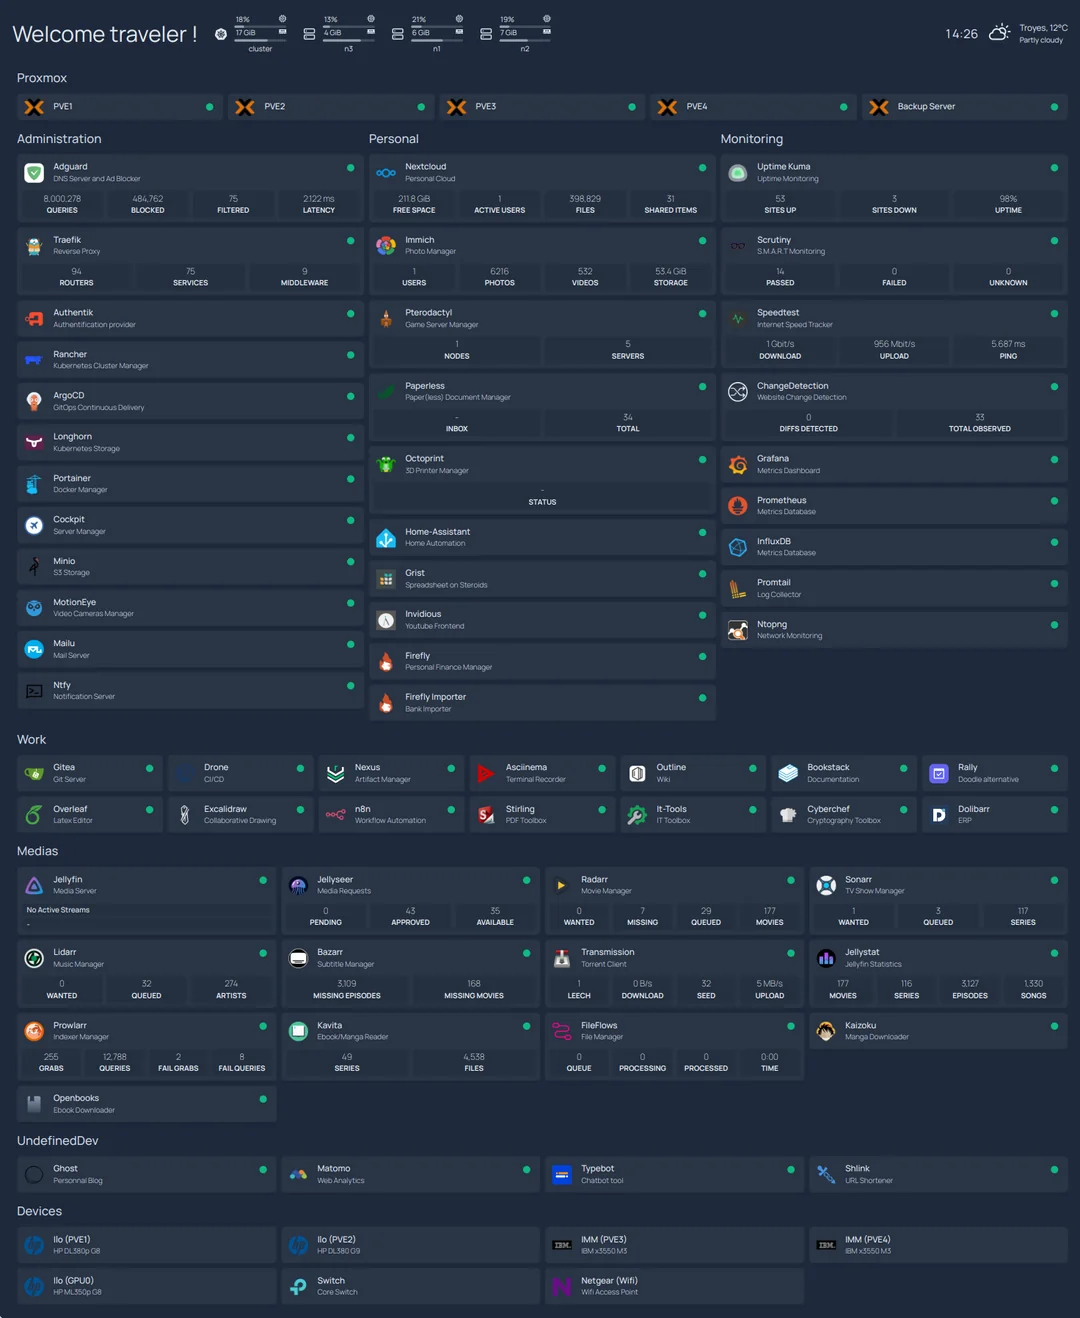 Welcome traveler !
18%
17 GiB
cluster
13%
4 GiB
n3
21%
6 GiB
n1
19%
7 GiB
n2
14:26
Troyes, 12°C
Partly cloudy
Proxmox
PVE1
PVE2
PVE3
PVE4
Backup Server
Administration
Adguard
DNS Server and Ad Blocker
8,000,278
QUERIES
484,762
BLOCKED
75
FILTERED
2122 ms
LATENCY
Traefik
Reverse Proxy
94
ROUTERS
75
SERVICES
9
MIDDLEWARE
Authentik
Authentification provider
Rancher
Kubernetes Cluster Manager
ArgoCD
GitOps Continuous Delivery
Longhorn
Kubernetes Storage
Portainer
Docker Manager
Cockpit
Server Manager
Minio
S3 Storage
MotionEye
Video Cameras Manager
Mailu
Mail Server
Ntfy
Notification Server
Personal
Nextcloud
Personal Cloud
211.8 GiB
FREE SPACE
1
ACTIVE USERS
398,829
FILES
31
SHARED ITEMS
Immich
Photo Manager
1
USERS
6216
PHOTOS
532
VIDEOS
53.4 GiB
STORAGE
Pterodactyl
Game Server Manager
1
NODES
5
SERVERS
Paperless
Paper(less) Document Manager
-
INBOX
34
TOTAL
Octoprint
3D Printer Manager
-
STATUS
Home-Assistant
Home Automation
Grist
Spreadsheet on Steroids
Invidious
Youtube Frontend
Firefly
Personal Finance Manager
Firefly Importer
Bank Importer
Monitoring
Uptime Kuma
Uptime Monitoring
53
SITES UP
3
SITES DOWN
98%
UPTIME
Scrutiny
S.M.A.R.T Monitoring
14
PASSED
0
FAILED
0
UNKNOWN
Speedtest
Internet Speed Tracker
1 Gbit/s
DOWNLOAD
956 Mbit/s
UPLOAD
5.687 ms
PING
ChangeDetection
Website Change Detection
0
DIFFS DETECTED
33
TOTAL OBSERVED
Grafana
Metrics Dashboard
Prometheus
Metrics Database
InfluxDB
Metrics Database
Promtail
Log Collector
Ntopng
Network Monitoring
Work
Gitea
Git Server
Drone
CI/CD
Nexus
Artifact Manager
Asciinema
Terminal Recorder
Outline
Wiki
Bookstack
Documentation
Rally
Doodle alternative
Overleaf
Latex Editor
Excalidraw
Collaborative Drawing
n8n
Workflow Automation
Stirling
PDF Toolbox
It-Tools
IT Toolbox
Cyberchef
Cryptography Toolbox
Dolibarr
ERP
Medias
Jellyfin
Media Server
No Active Streams
-
Jellyseer
Media Requests
0
PENDING
43
APPROVED
35
AVAILABLE
Radarr
Movie Manager
0
WANTED
7
MISSING
29
QUEUED
177
MOVIES
Sonarr
TV Show Manager
1
WANTED
3
QUEUED
117
SERIES
Lidarr
Music Manager
0
WANTED
32
QUEUED
274
ARTISTS
Bazarr
Subtitle Manager
3,109
MISSING EPISODES
168
MISSING MOVIES
Transmission
Torrent Client
1
LEECH
0 B/s
DOWNLOAD
32
SEED
5 MB/s
UPLOAD
Jellystat
Jellyfin Statistics
177
MOVIES
116
SERIES
3,127
EPISODES
1,330
SONGS
Prowlarr
Indexer Manager
255
GRABS
12,788
QUERIES
2
FAIL GRABS
8
FAIL QUERIES
Kavita
Ebook/Manga Reader
49
SERIES
4,538
FILES
FileFlows
File Manager
0
QUEUE
0
PROCESSING
0
PROCESSED
0:00
TIME
Kaizoku
Manga Downloader
Openbooks
Ebook Downloader
UndefinedDev
Ghost
Personnal Blog
Matomo
Web Analytics
Typebot
Chatbot tool
Shlink
URL Shortener
Devices
Ilo (PVE1)
HP DL380p G8
Ilo (PVE2)
HP DL380 G9
IBM
IMM (PVE3)
IBM x3550 M3
IBM
IMM (PVE4)
IBM x3550 M3
Ilo (GPU0)
HP ML350p G8
Switch
Core Switch
Netgear (Wifi)
Wifi Access Point